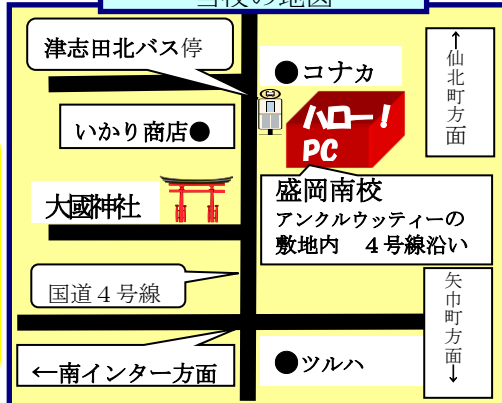 当校の地図
津志田北バス停
●コナカ
↑仙北町方面
ハロー！
PC
いかり商店●
盛岡南校
アンクルウッティーの
敷地内　４号線沿い
大國神社
国道４号線
矢巾町方面↓
←南インター方面
●ツルハ